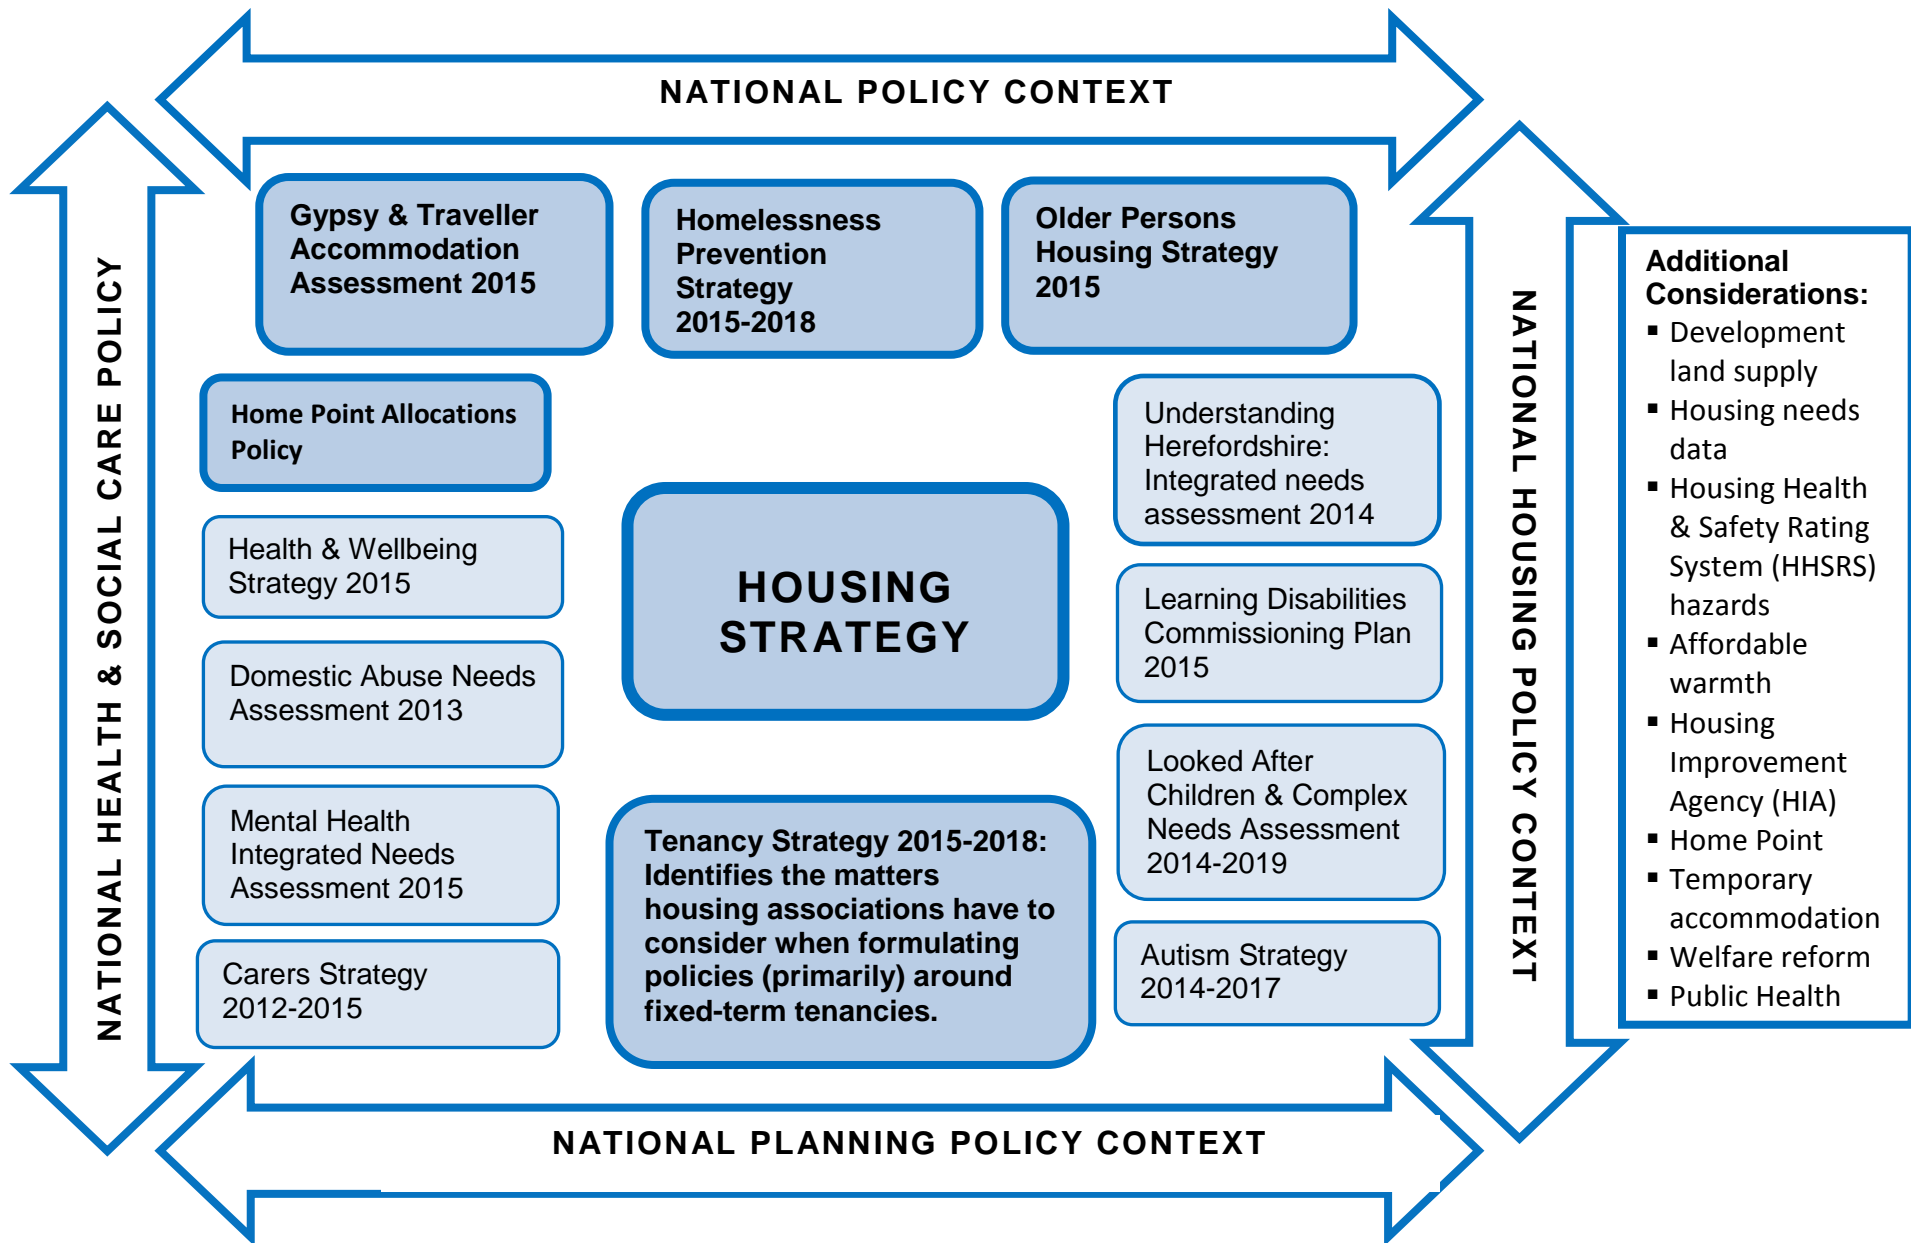 NATIONAL POLICY CONTEXT
NATIONAL HEALTH & SOCIAL CARE POLICY
Gypsy & Traveller
Accommodation
Assessment 2015
Homelessness
Prevention
Strategy
2015-2018
Older Persons
Housing Strategy
2015
Home Point Allocations
Policy
Health & Wellbeing
Strategy 2015
Domestic Abuse Needs
Assessment 2013
Mental Health
Integrated Needs
Assessment 2015
Carers Strategy
2012-2015
HOUSING
STRATEGY
Tenancy Strategy 2015-2018:
Identifies the matters
housing associations have to
consider when formulating
policies (primarily) around
fixed-term tenancies.
Understanding
Herefordshire:
Integrated needs
assessment 2014
Learning Disabilities
Commissioning Plan
2015
Looked After
Children & Complex
Needs Assessment
2014-2019
Autism Strategy
2014-2017
NATIONAL HOUSING POLICY CONTEXT
Additional
Considerations:
▪ Development
land supply
▪ Housing needs
data
▪ Housing Health
& Safety Rating
System (HHSRS)
hazards
▪ Affordable
warmth
▪ Housing
Improvement
Agency (HIA)
▪ Home Point
▪ Temporary
accommodation
▪ Welfare reform
▪ Public Health
NATIONAL PLANNING POLICY CONTEXT